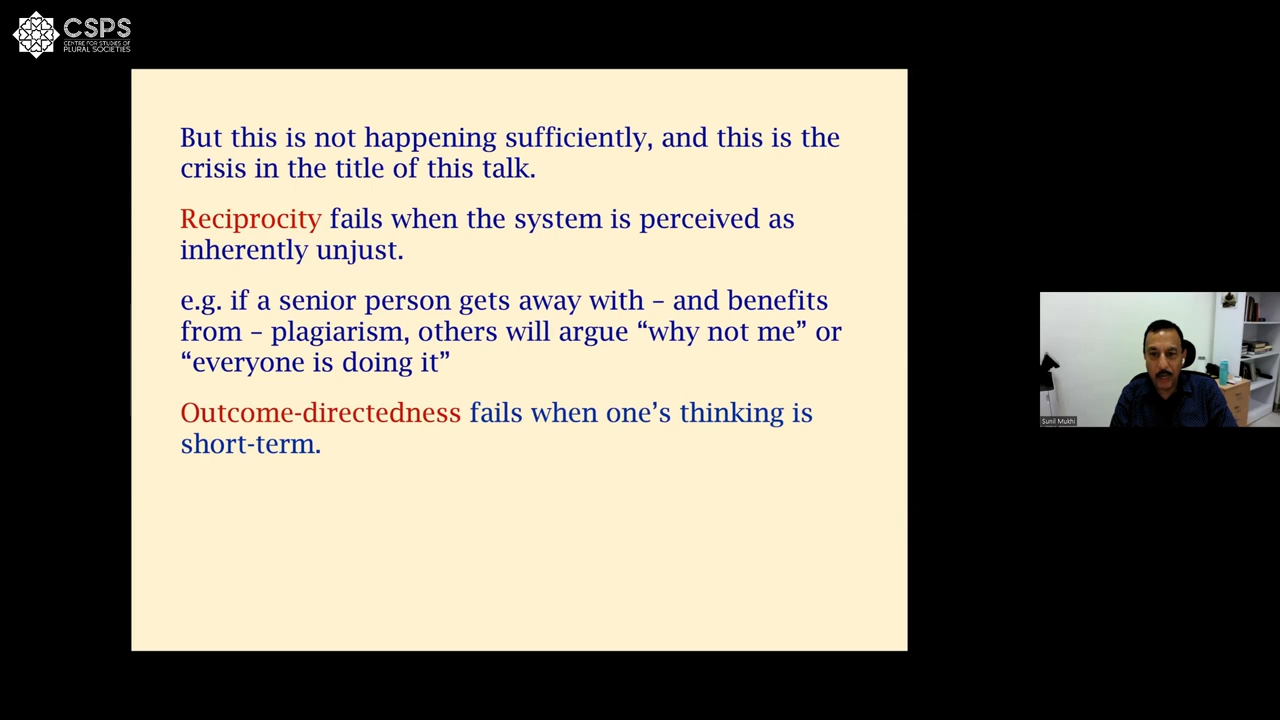 CSPS
CENTRE FOR STUDIES OF
PLURAL SOCIETIES
But this is not happening sufficiently, and this is the
crisis in the title of this talk.
Reciprocity fails when the system is perceived as
inherently unjust.
e.g. if a senior person gets away with – and benefits
from – plagiarism, others will argue “why not me” or
“everyone is doing it”
Outcome-directedness fails when one’s thinking is
short-term.
Sunil Mukhi